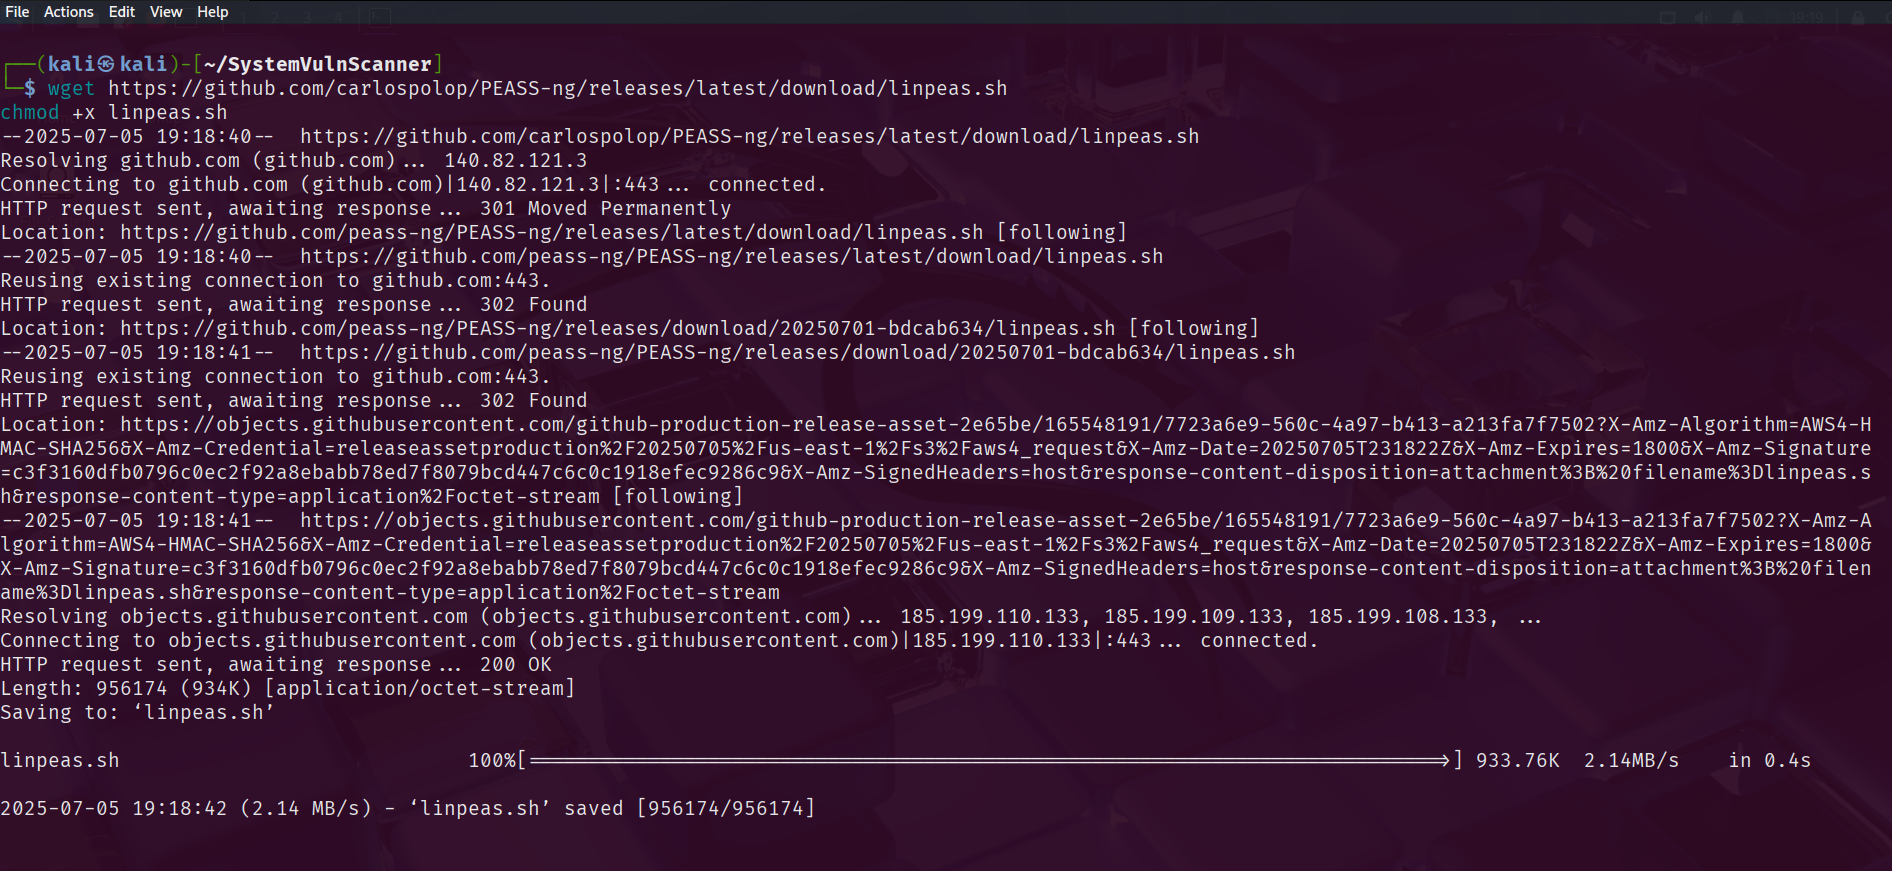 File Actions Edit View Help
1 2 3 4 19:19
┌──(kali㉿kali)-[~/SystemVulnScanner]
└─$ wget https://github.com/carlospolop/PEASS-ng/releases/latest/download/linpeas.sh
chmod +x linpeas.sh
--2025-07-05 19:18:40--  https://github.com/carlospolop/PEASS-ng/releases/latest/download/linpeas.sh
Resolving github.com (github.com)... 140.82.121.3
Connecting to github.com (github.com)|140.82.121.3|:443... connected.
HTTP request sent, awaiting response... 301 Moved Permanently
Location: https://github.com/peass-ng/PEASS-ng/releases/latest/download/linpeas.sh [following]
--2025-07-05 19:18:40--  https://github.com/peass-ng/PEASS-ng/releases/latest/download/linpeas.sh
Reusing existing connection to github.com:443.
HTTP request sent, awaiting response... 302 Found
Location: https://github.com/peass-ng/PEASS-ng/releases/download/20250701-bdcab634/linpeas.sh [following]
--2025-07-05 19:18:41--  https://github.com/peass-ng/PEASS-ng/releases/download/20250701-bdcab634/linpeas.sh
Reusing existing connection to github.com:443.
HTTP request sent, awaiting response... 302 Found
Location: https://objects.githubusercontent.com/github-production-release-asset-2e65be/165548191/7723a6e9-560c-4a97-b413-a213fa7f7502?X-Amz-Algorithm=AWS4-H
MAC-SHA256&X-Amz-Credential=releaseassetproduction%2F20250705%2Fus-east-1%2Fs3%2Faws4_request&X-Amz-Date=20250705T231822Z&X-Amz-Expires=1800&X-Amz-Signature
=c3f3160dfb0796c0ec2f92a8ebabb78ed7f8079bcd447c6c0c1918efec9286c9&X-Amz-SignedHeaders=host&response-content-disposition=attachment%3B%20filename%3Dlinpeas.s
h&response-content-type=application%2Foctet-stream [following]
--2025-07-05 19:18:41--  https://objects.githubusercontent.com/github-production-release-asset-2e65be/165548191/7723a6e9-560c-4a97-b413-a213fa7f7502?X-Amz-A
lgorithm=AWS4-HMAC-SHA256&X-Amz-Credential=releaseassetproduction%2F20250705%2Fus-east-1%2Fs3%2Faws4_request&X-Amz-Date=20250705T231822Z&X-Amz-Expires=1800&
X-Amz-Signature=c3f3160dfb0796c0ec2f92a8ebabb78ed7f8079bcd447c6c0c1918efec9286c9&X-Amz-SignedHeaders=host&response-content-disposition=attachment%3B%20filen
ame%3Dlinpeas.sh&response-content-type=application%2Foctet-stream
Resolving objects.githubusercontent.com (objects.githubusercontent.com)... 185.199.110.133, 185.199.109.133, 185.199.108.133, ...
Connecting to objects.githubusercontent.com (objects.githubusercontent.com)|185.199.110.133|:443... connected.
HTTP request sent, awaiting response... 200 OK
Length: 956174 (934K) [application/octet-stream]
Saving to: ‘linpeas.sh’
linpeas.sh 100%[=============================================================================>] 933.76K 2.14MB/s in 0.4s
2025-07-05 19:18:42 (2.14 MB/s) - ‘linpeas.sh’ saved [956174/956174]